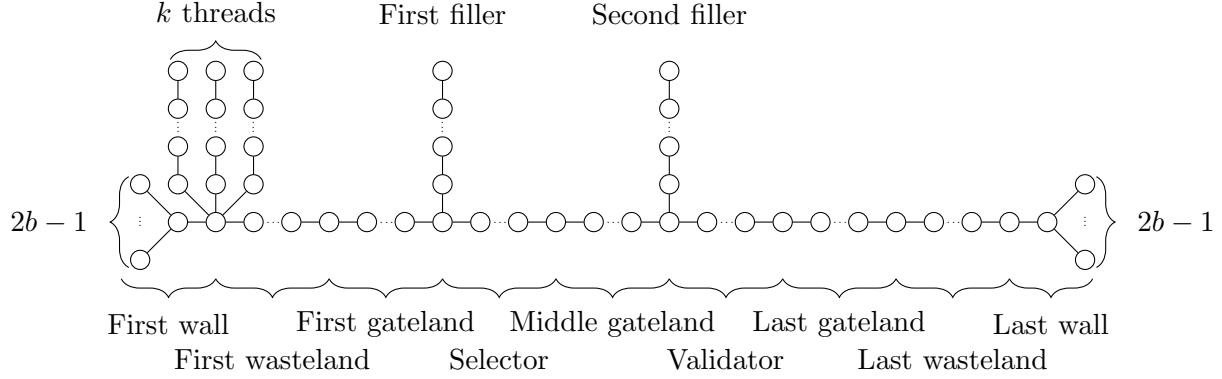 k threads
First filler
Second filler
2b − 1
2b − 1
First wall
First gateland
Middle gateland
Last gateland
Last wall
First wasteland
Selector
Validator
Last wasteland